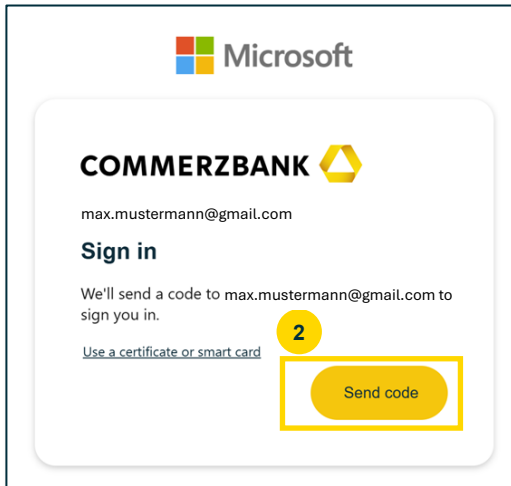 Microsoft
COMMERZBANK
max.mustermann@gmail.com
Sign in
We'll send a code to max.mustermann@gmail.com to
sign you in.
2
Use a certificate or smart card
Send code